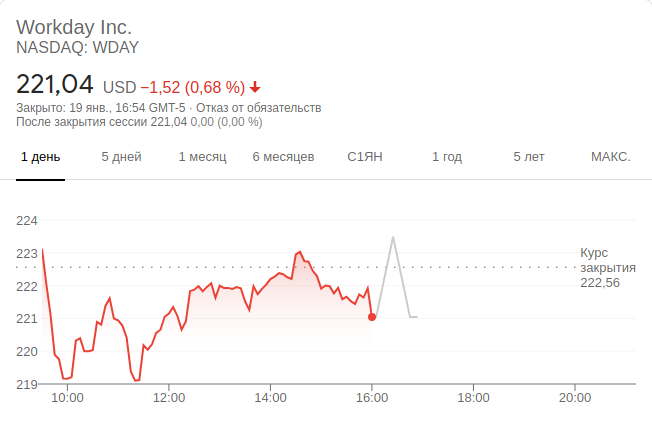 Workday Inc.
NASDAQ: WDAY
221,04 USD −1,52 (0,68 %)
Закрыто: 19 янв., 16:54 GMT-5 · Отказ от обязательств
После закрытия сессии 221,04 0,00 (0,00 %)
1 день 5 дней 1 месяц 6 месяцев С1ЯН 1 год 5 лет МАКС.
224
223
222
221
220
219
Курс
закрытия
222,56
10:00 12:00 14:00 16:00 18:00 20:00